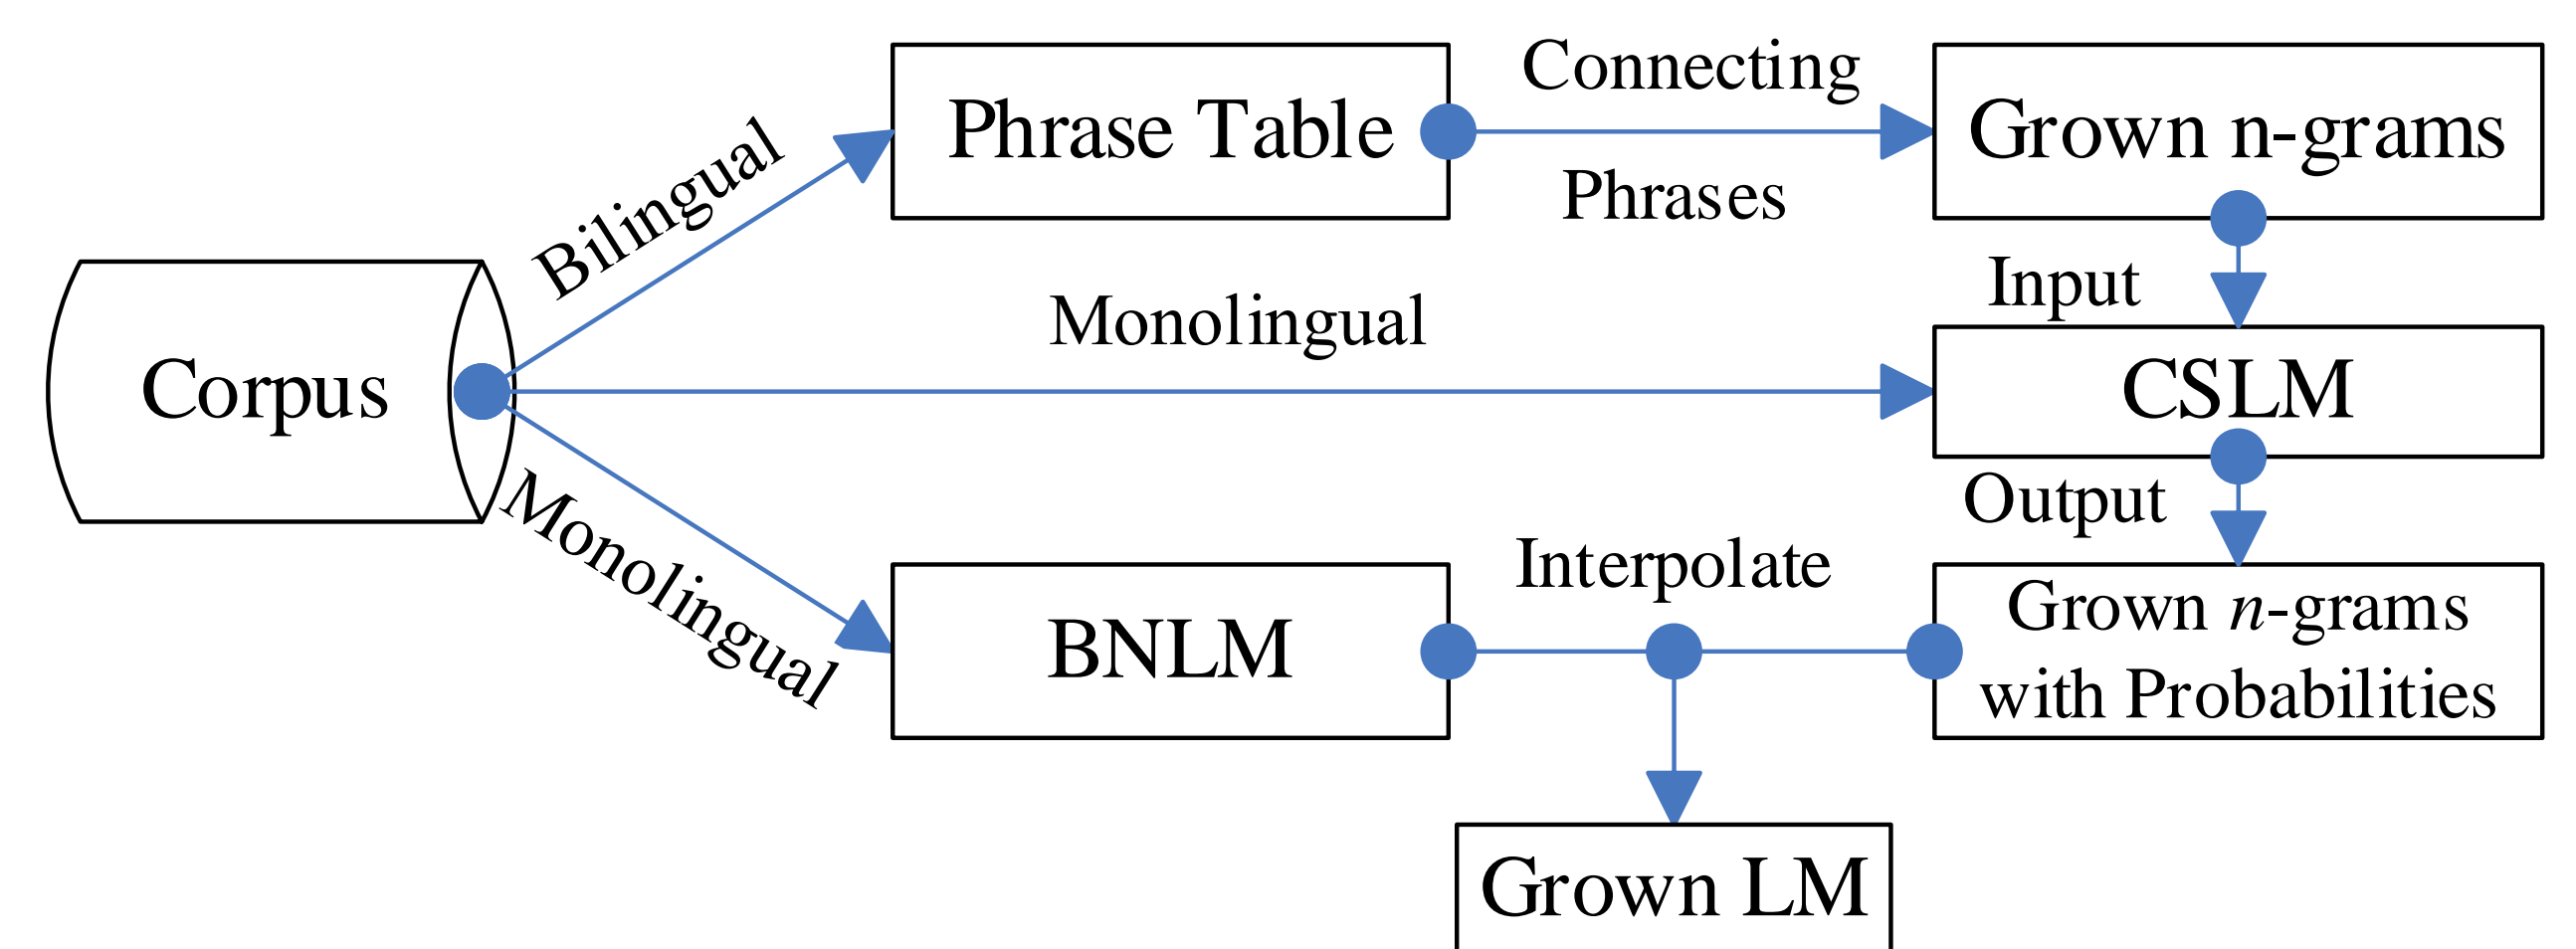 Connecting
Phrase Table
Grown n-grams
Bilingual
Phrases
Input
Monolingual
Corpus
CSLM
Output
Monolingual
Interpolate
BNLM
Grown n-grams
with Probabilities
Grown LM